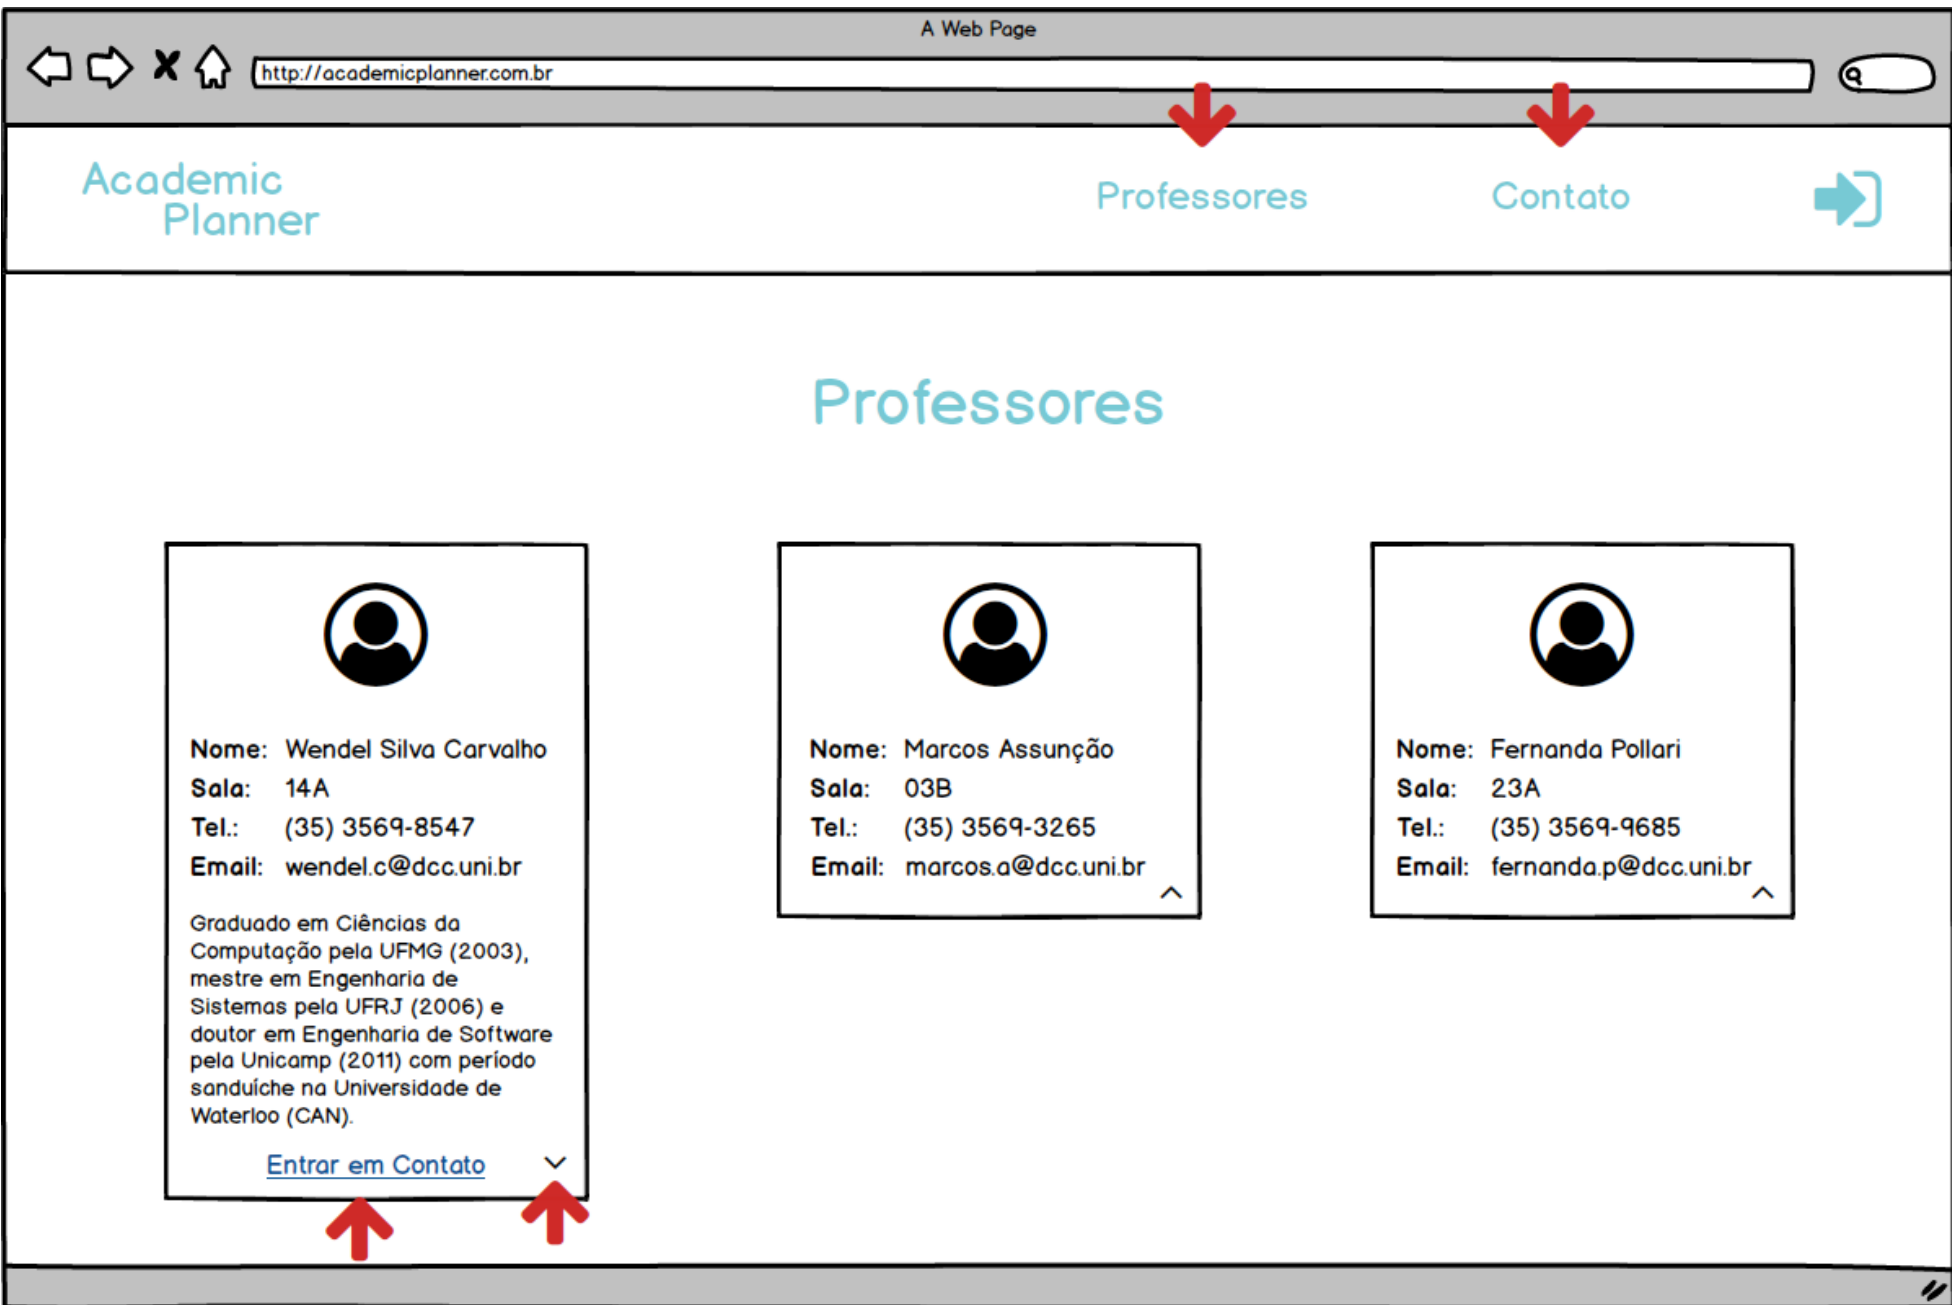 A Web Page
http://academicplanner.com.br
Academic
Planner
Professores
Contato
Professores
Nome: Wendel Silva Carvalho
Sala: 14A
Tel.: (35) 3569-8547
Email: wendel.c@dcc.uni.br
Graduado em Ciências da
Computação pela UFMG (2003),
mestre em Engenharia de
Sistemas pela UFRJ (2006) e
doutor em Engenharia de Software
pela Unicamp (2011) com período
sanduíche na Universidade de
Waterloo (CAN).
Entrar em Contato
Nome: Marcos Assunção
Sala: 03B
Tel.: (35) 3569-3265
Email: marcos.a@dcc.uni.br
Nome: Fernanda Pollari
Sala: 23A
Tel.: (35) 3569-9685
Email: fernanda.p@dcc.uni.br